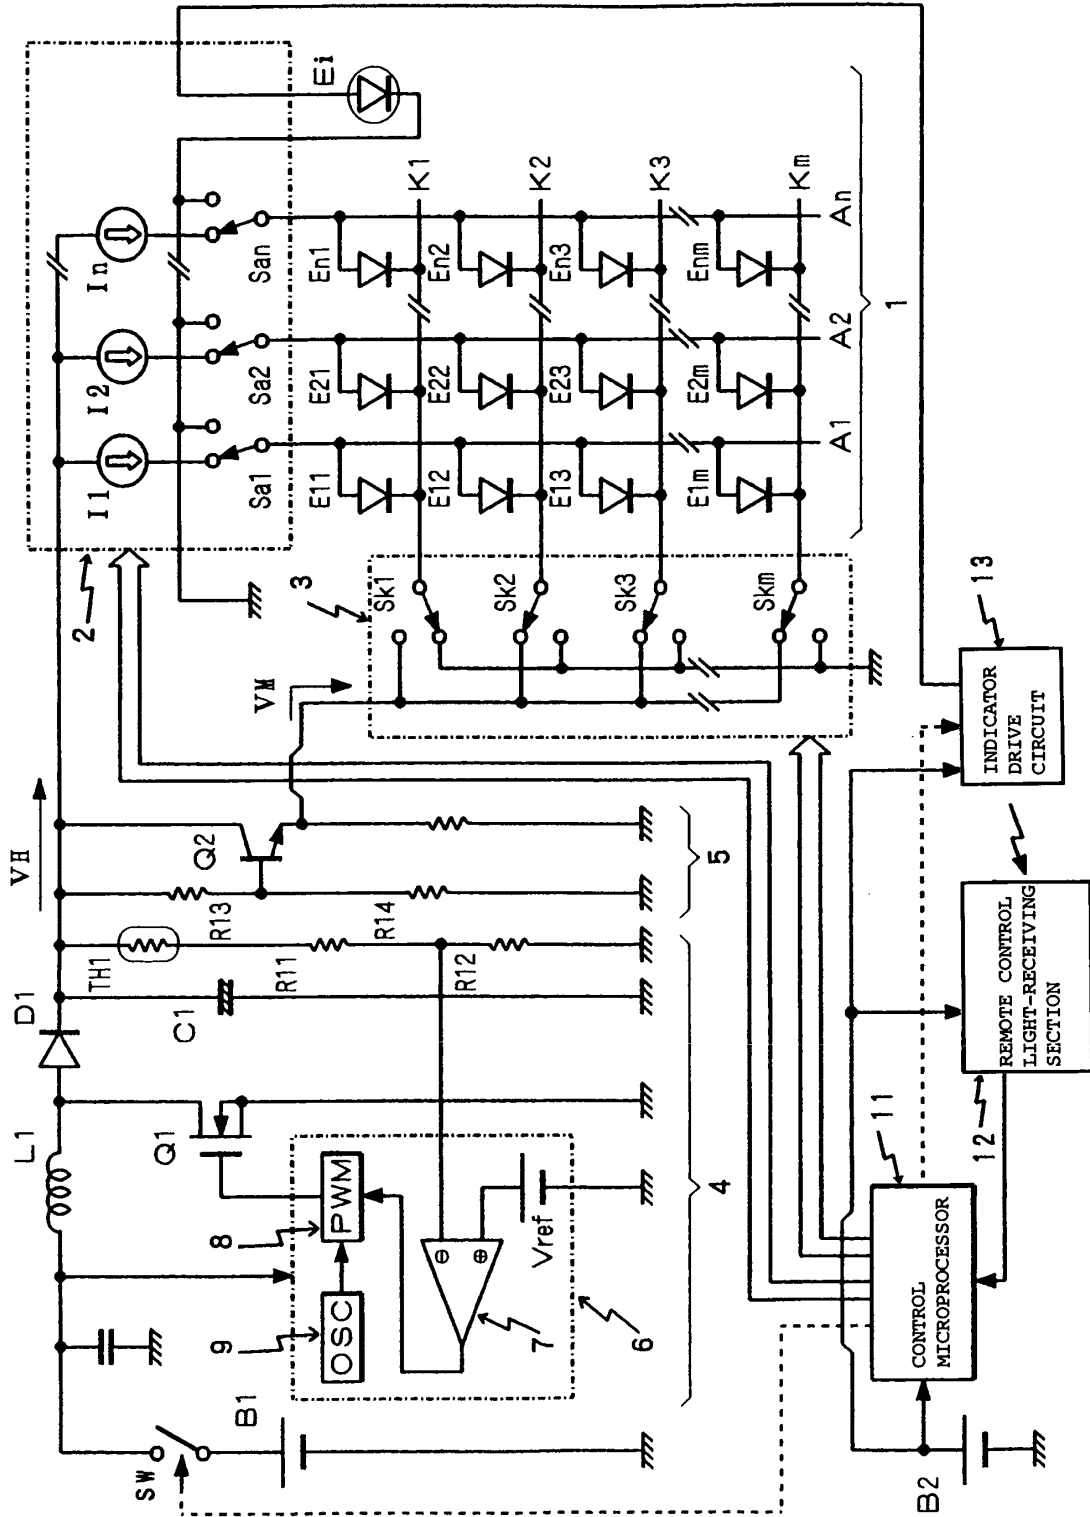 VH
VM
L1
D1
Q1
C1
TH1
R11
R12
R13
R14
Q2
SW
B1
OSC
PWM
Vref
⊖
⊕
9
8
7
6
4
5
2
I1
I2
In
Sa1
Sa2
San
Ei
3
Sk1
Sk2
Sk3
Skm
E11
E21
En1
K1
E12
E22
En2
K2
E13
E23
En3
K3
E1m
E2m
Enm
Km
A1
A2
An
1
B2
CONTROL
MICROPROCESSOR
11
12
REMOTE CONTROL
LIGHT-RECEIVING
SECTION
13
INDICATOR
DRIVE
CIRCUIT